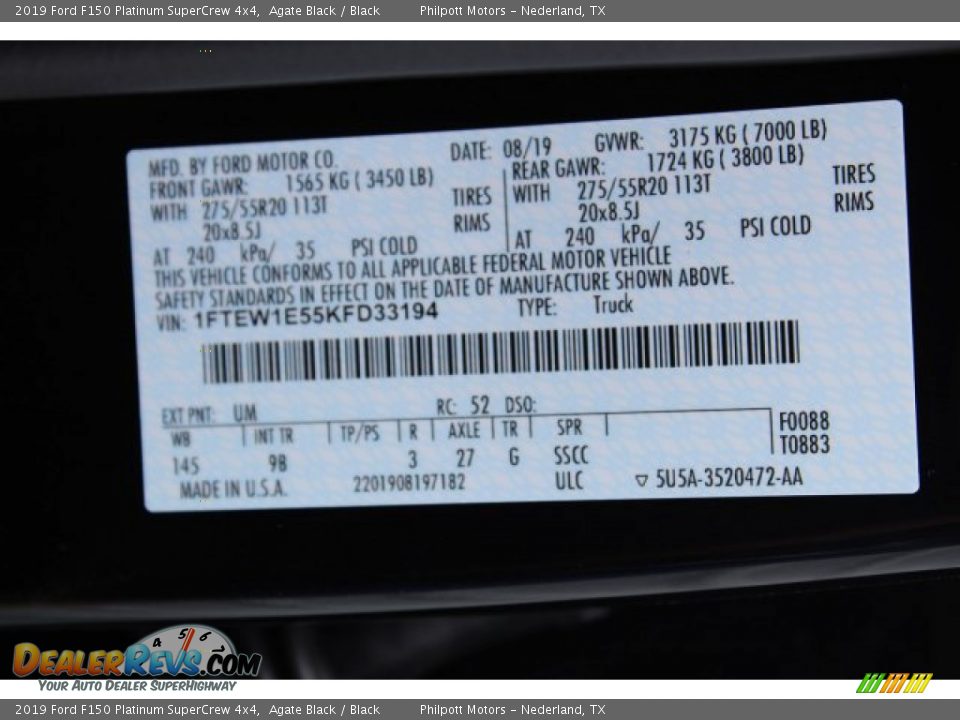 2019 Ford F150 Platinum SuperCrew 4x4, Agate Black / Black Philpott Motors – Nederland, TX
MFD. BY FORD MOTOR CO. DATE: 08/19 GVWR: 3175 KG ( 7000 LB)
FRONT GAWR: 1565 KG ( 3450 LB) REAR GAWR: 1724 KG ( 3800 LB)
WITH 275/55R20 113T TIRES WITH 275/55R20 113T TIRES
20x8.5J RIMS 20x8.5J RIMS
AT 240 kPa/ 35 PSI COLD AT 240 kPa/ 35 PSI COLD
THIS VEHICLE CONFORMS TO ALL APPLICABLE FEDERAL MOTOR VEHICLE
SAFETY STANDARDS IN EFFECT ON THE DATE OF MANUFACTURE SHOWN ABOVE.
VIN: 1FTEW1E55KFD33194 TYPE: Truck
EXT PNT: UM RC: 52 DSO:
WB INT TR TP/PS R AXLE TR SPR F0088
145 9B 3 27 G SSCC T0883
MADE IN U.S.A. 2201908197182 ULC ▽ 5U5A-3520472-AA
4 5 6
DEALERREVS.COM
YOUR AUTO DEALER SUPERHIGHWAY
2019 Ford F150 Platinum SuperCrew 4x4, Agate Black / Black Philpott Motors – Nederland, TX